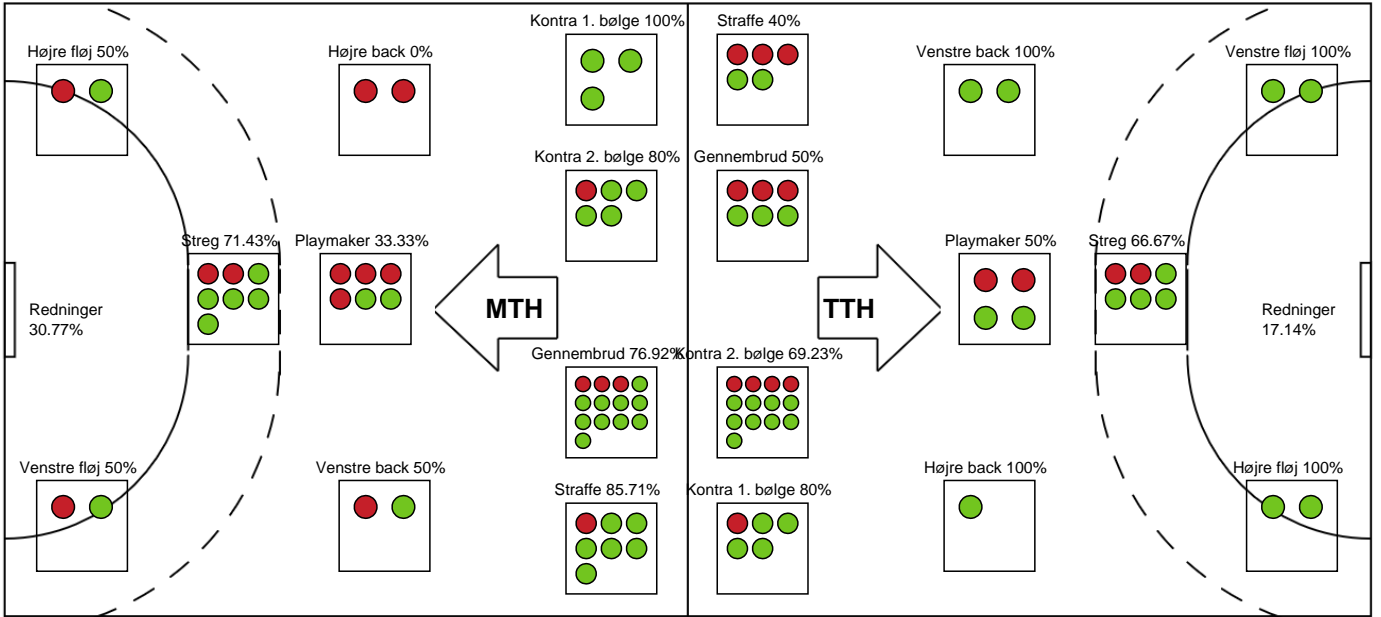 Kontra 1. bølge 100%
Straffe 40%
Højre fløj 50%
Højre back 0%
Venstre back 100%
Venstre fløj 100%
Kontra 2. bølge 80%
Gennembrud 50%
Streg 71.43%
Playmaker 33.33%
Playmaker 50%
Streg 66.67%
Redninger
30.77%
MTH
TTH
Redninger
17.14%
Gennembrud 76.92%
Kontra 2. bølge 69.23%
Venstre fløj 50%
Venstre back 50%
Højre back 100%
Højre fløj 100%
Straffe 85.71%
Kontra 1. bølge 80%